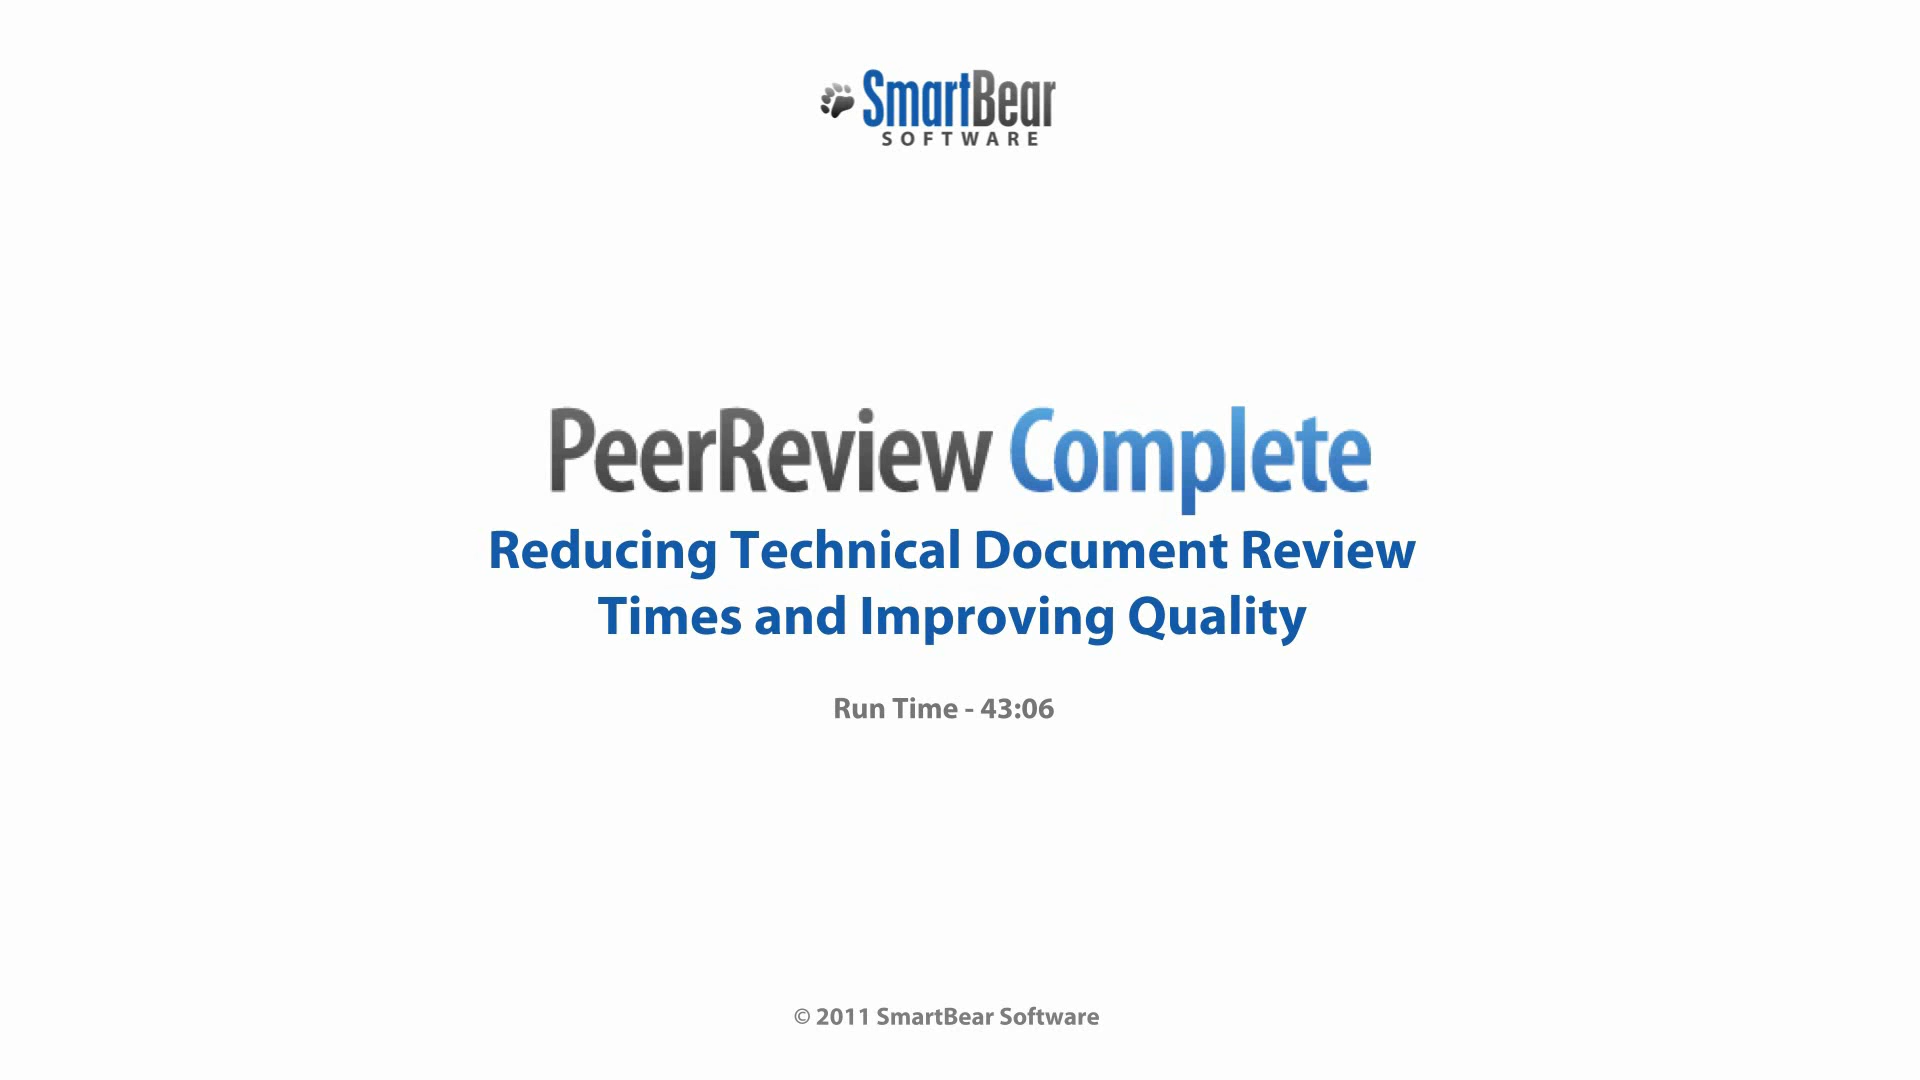 SmartBear
SOFTWARE
PeerReview Complete
Reducing Technical Document Review
Times and Improving Quality
Run Time - 43:06
© 2011 SmartBear Software